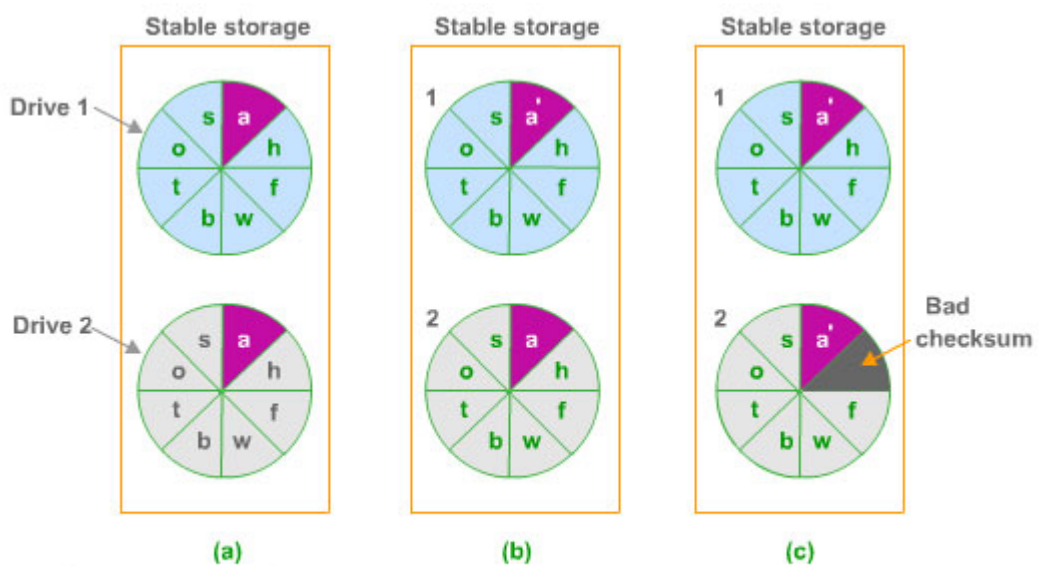 Stable storage
Stable storage
Stable storage
Drive 1
s
a
o
h
t
f
b
w
1
s
a'
o
h
t
f
b
w
1
s
a'
o
h
t
f
b
w
Drive 2
s
a
o
h
t
f
b
w
2
s
a
o
h
t
f
b
w
2
s
a'
o
t
f
b
w
Bad
checksum
(a)
(b)
(c)